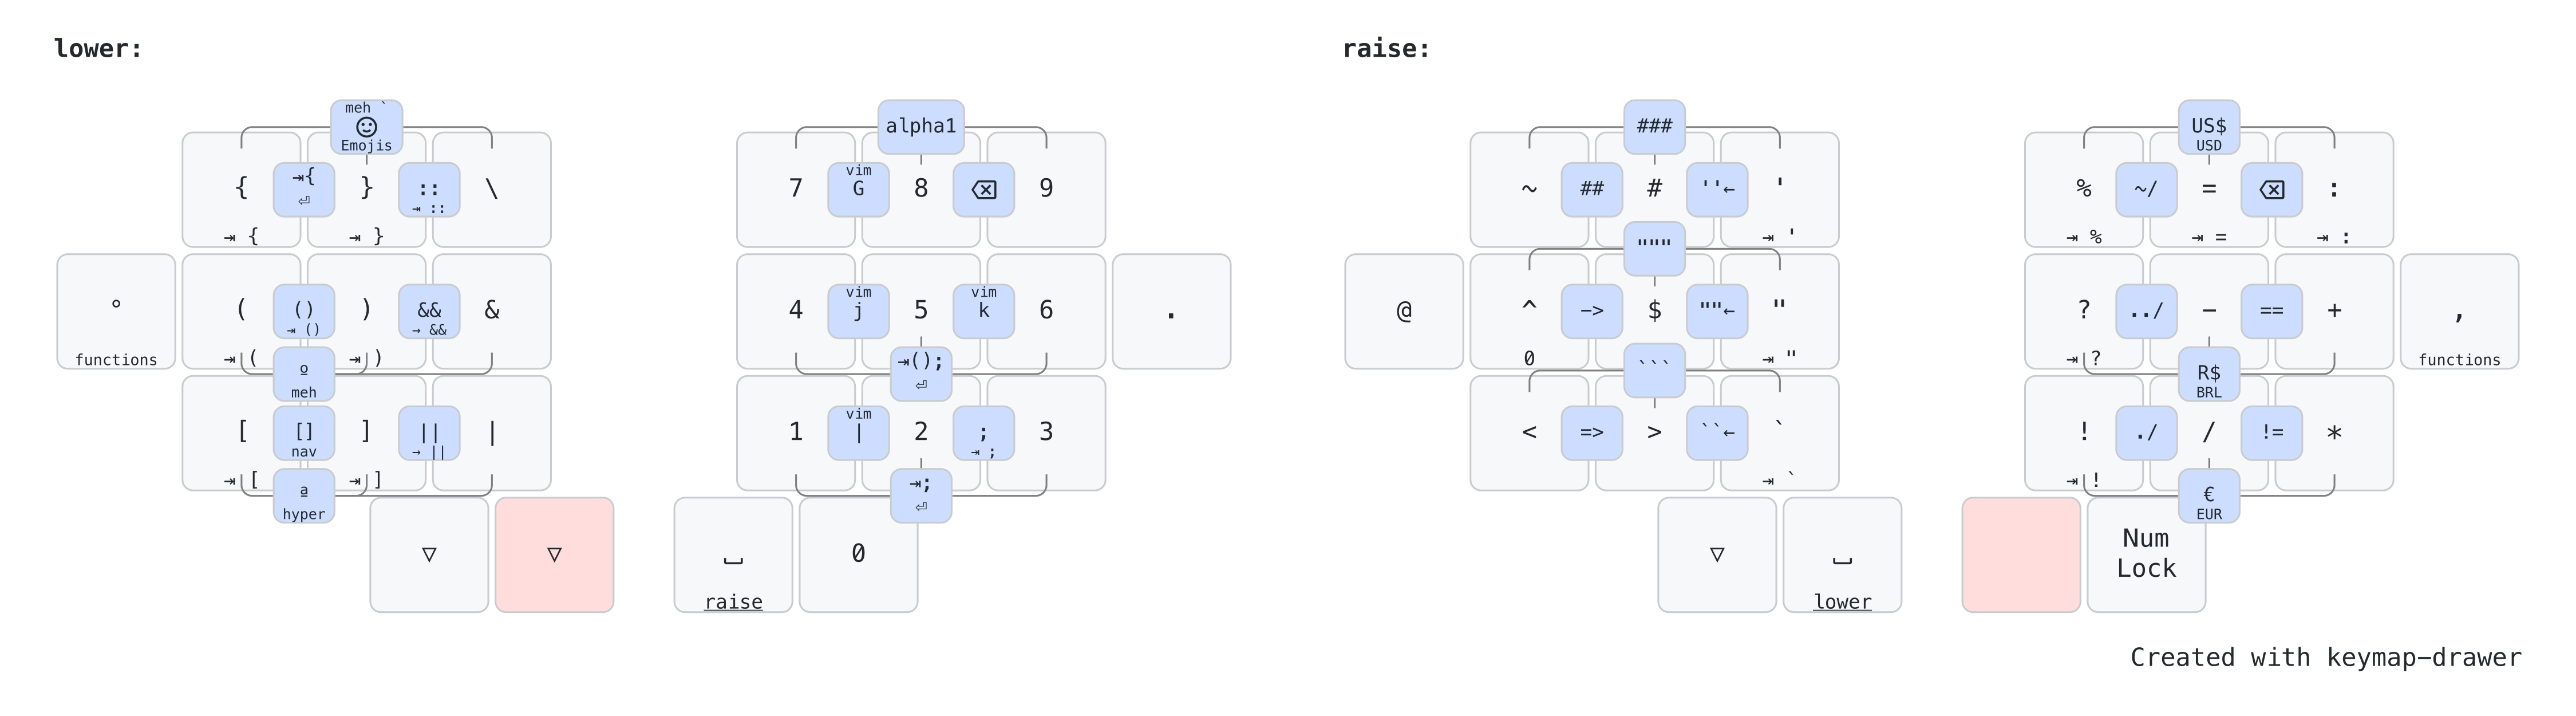 lower: raise:
meh ` alpha1 ### US$
Emojis USD
⇥{ vim
{ ⏎ } :: \ 7 G 8 ⌫ 9 ~ ## # ''← ' % ~/ = ⌫ :
⇥ ::
⇥ { ⇥ } """ ⇥ ' ⇥ % ⇥ = ⇥ :
vim vim
° ( () ) && & 4 j 5 k 6 . @ ^ -> $ ""← " ? ../ − == + ,
⇥ () → &&
functions ⇥ ( ⇥ ) ⇥(); 0 ``` ⇥ " ⇥ ? R$ functions
º ⏎ BRL
meh
vim
[ [] ] || | 1 | 2 ; 3 < => > ``← ` ! ./ / != *
nav → || ⇥ ;
⇥ [ ⇥ ] ⇥; ⇥ ` ⇥ ! €
ª ⏎ EUR
hyper
▽ ▽ ␣ 0 ▽ ␣ Num
Lock
raise lower
Created with keymap-drawer